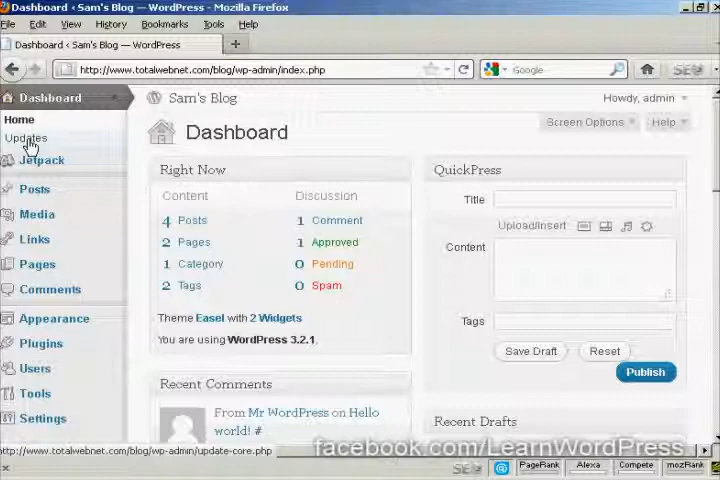 Dashboard ‹ Sam's Blog — WordPress - Mozilla Firefox
File Edit View History Bookmarks Tools Help
Dashboard ‹ Sam's Blog — WordPress
http://www.totalwebnet.com/blog/wp-admin/index.php
Google
Dashboard
Sam's Blog
Howdy, admin
Home
Updates
Jetpack
Posts
Media
Links
Pages
Comments
Appearance
Plugins
Users
Tools
Settings
Dashboard
Screen Options
Help
Right Now
Content
Discussion
4 Posts
1 Comment
2 Pages
1 Approved
1 Category
0 Pending
2 Tags
0 Spam
Theme Easel with 2 Widgets
You are using WordPress 3.2.1.
Recent Comments
From Mr WordPress on Hello
world! #
QuickPress
Title
Upload/Insert
Content
Tags
Save Draft
Reset
Publish
Recent Drafts
http://www.totalwebnet.com/blog/wp-admin/update-core.php
facebook.com/LearnWordPress
PageRank
Alexa
Compete
mozRank